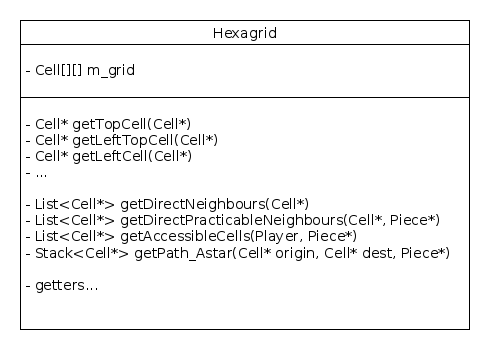 Hexagrid
- Cell[][] m_grid
- Cell* getTopCell(Cell*)
- Cell* getLeftTopCell(Cell*)
- Cell* getLeftCell(Cell*)
- ...
- List<Cell*> getDirectNeighbours(Cell*)
- List<Cell*> getDirectPracticableNeighbours(Cell*, Piece*)
- List<Cell*> getAccessibleCells(Player, Piece*)
- Stack<Cell*> getPath_Astar(Cell* origin, Cell* dest, Piece*)
- getters...